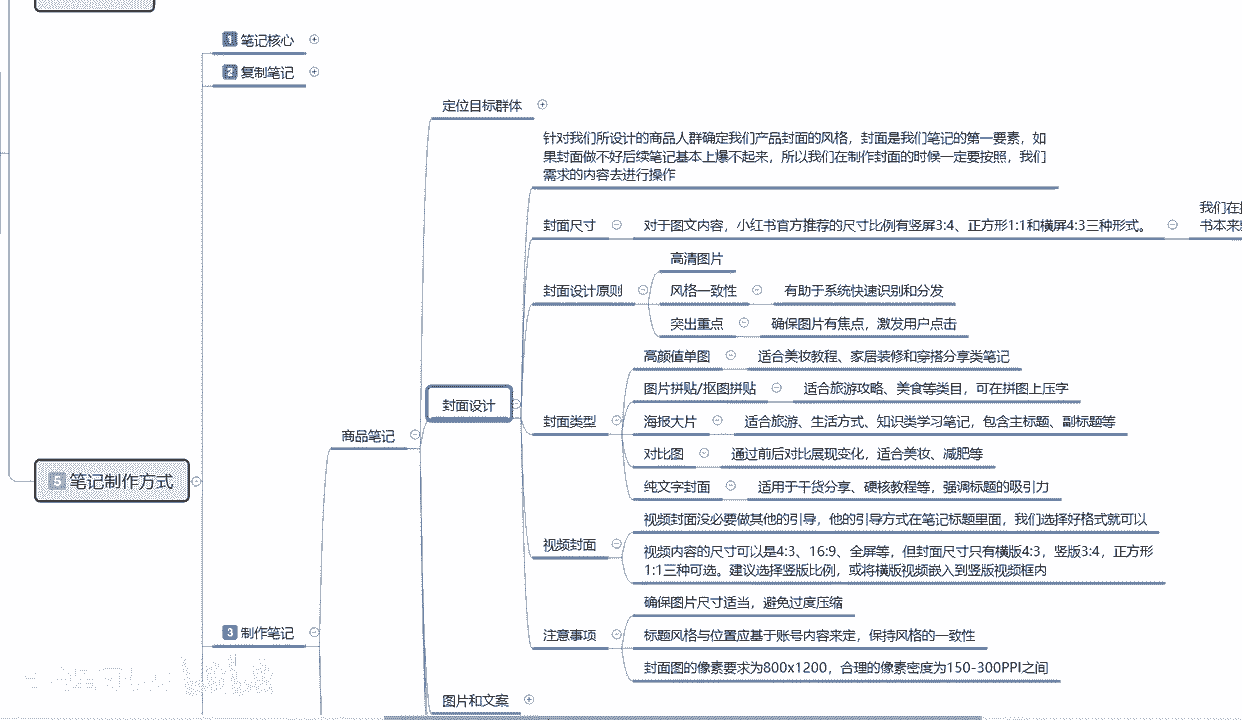 1 笔记核心
2 复制笔记
定位目标群体
针对我们所设计的商品人群确定我们产品封面的风格，封面是我们笔记的第一要素，如
果封面做不好后续笔记基本上爆不起来，所以我们在制作封面的时候一定要按照，我们
需求的内容去进行操作
我们在
封面尺寸 对于图文内容，小红书官方推荐的尺寸比例有竖屏3:4、正方形1:1和横屏4:3三种形式。 书本来
高清图片
封面设计原则 风格一致性 有助于系统快速识别和分发
突出重点 确保图片有焦点，激发用户点击
高颜值单图 适合美妆教程、家居装修和穿搭分享类笔记
图片拼贴/抠图拼贴 适合旅游攻略、美食等类目，可在拼图上压字
封面设计
封面类型 海报大片 适合旅游、生活方式、知识类学习笔记，包含主标题、副标题等
商品笔记
对比图 通过前后对比展现变化，适合美妆、减肥等
5 笔记制作方式
纯文字封面 适用于干货分享、硬核教程等，强调标题的吸引力
视频封面没必要做其他的引导，他的引导方式在笔记标题里面，我们选择好格式就可以
视频封面
视频内容的尺寸可以是4:3、16:9、全屏等，但封面尺寸只有横版4:3，竖版3:4，正方形
1:1三种可选。建议选择竖版比例，或将横版视频嵌入到竖版视频框内
确保图片尺寸适当，避免过度压缩
3 制作笔记
注意事项 标题风格与位置应基于账号内容来定，保持风格的一致性
封面图的像素要求为800x1200，合理的像素密度为150-300PPI之间
图片和文案